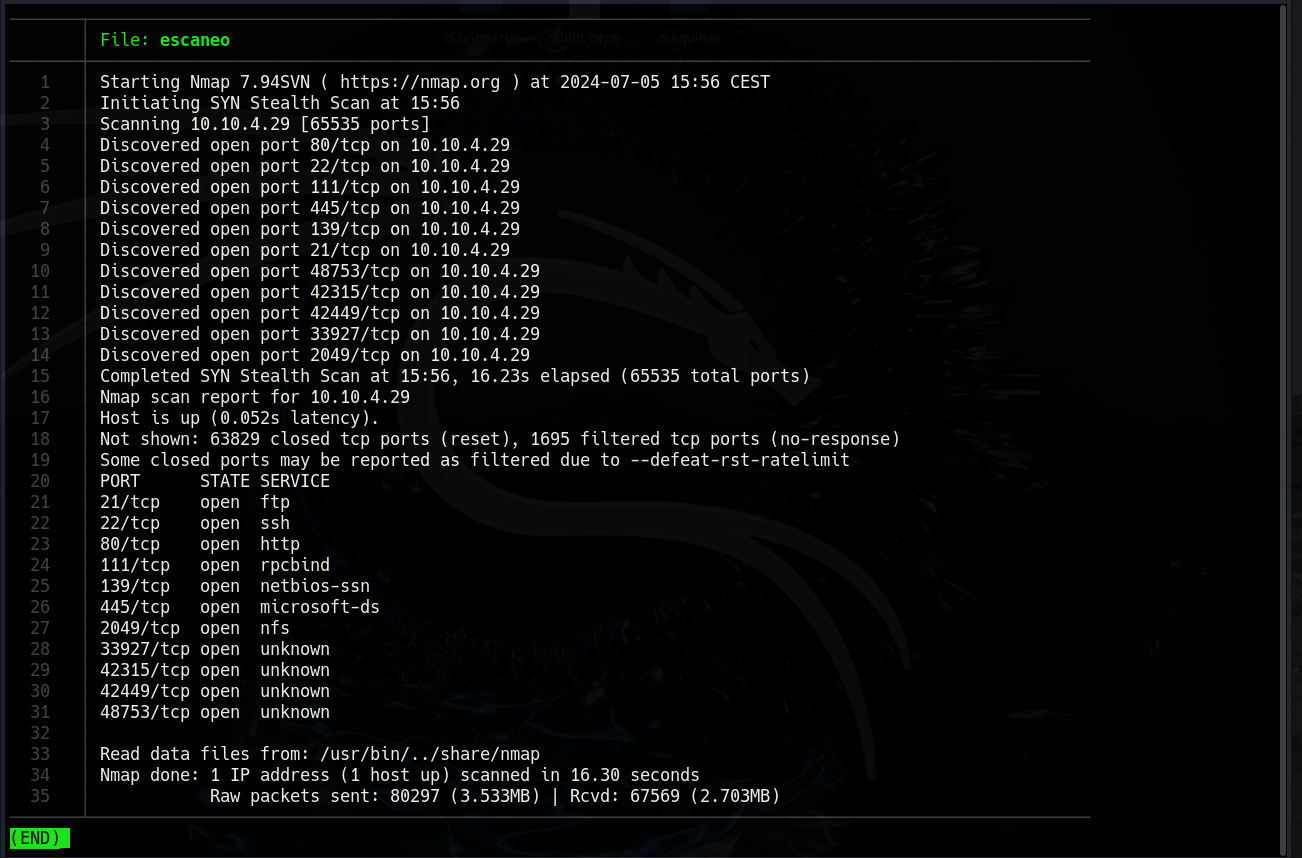 diccionario mblht.ovpn maquinas
File: escaneo
1 Starting Nmap 7.94SVN ( https://nmap.org ) at 2024-07-05 15:56 CEST
2 Initiating SYN Stealth Scan at 15:56
3 Scanning 10.10.4.29 [65535 ports]
4 Discovered open port 80/tcp on 10.10.4.29
5 Discovered open port 22/tcp on 10.10.4.29
6 Discovered open port 111/tcp on 10.10.4.29
7 Discovered open port 445/tcp on 10.10.4.29
8 Discovered open port 139/tcp on 10.10.4.29
9 Discovered open port 21/tcp on 10.10.4.29
10 Discovered open port 48753/tcp on 10.10.4.29
11 Discovered open port 42315/tcp on 10.10.4.29
12 Discovered open port 42449/tcp on 10.10.4.29
13 Discovered open port 33927/tcp on 10.10.4.29
14 Discovered open port 2049/tcp on 10.10.4.29
15 Completed SYN Stealth Scan at 15:56, 16.23s elapsed (65535 total ports)
16 Nmap scan report for 10.10.4.29
17 Host is up (0.052s latency).
18 Not shown: 63829 closed tcp ports (reset), 1695 filtered tcp ports (no-response)
19 Some closed ports may be reported as filtered due to --defeat-rst-ratelimit
20 PORT STATE SERVICE
21 21/tcp open ftp
22 22/tcp open ssh
23 80/tcp open http
24 111/tcp open rpcbind
25 139/tcp open netbios-ssn
26 445/tcp open microsoft-ds
27 2049/tcp open nfs
28 33927/tcp open unknown
29 42315/tcp open unknown
30 42449/tcp open unknown
31 48753/tcp open unknown
32
33 Read data files from: /usr/bin/../share/nmap
34 Nmap done: 1 IP address (1 host up) scanned in 16.30 seconds
35 Raw packets sent: 80297 (3.533MB) | Rcvd: 67569 (2.703MB)
(END)